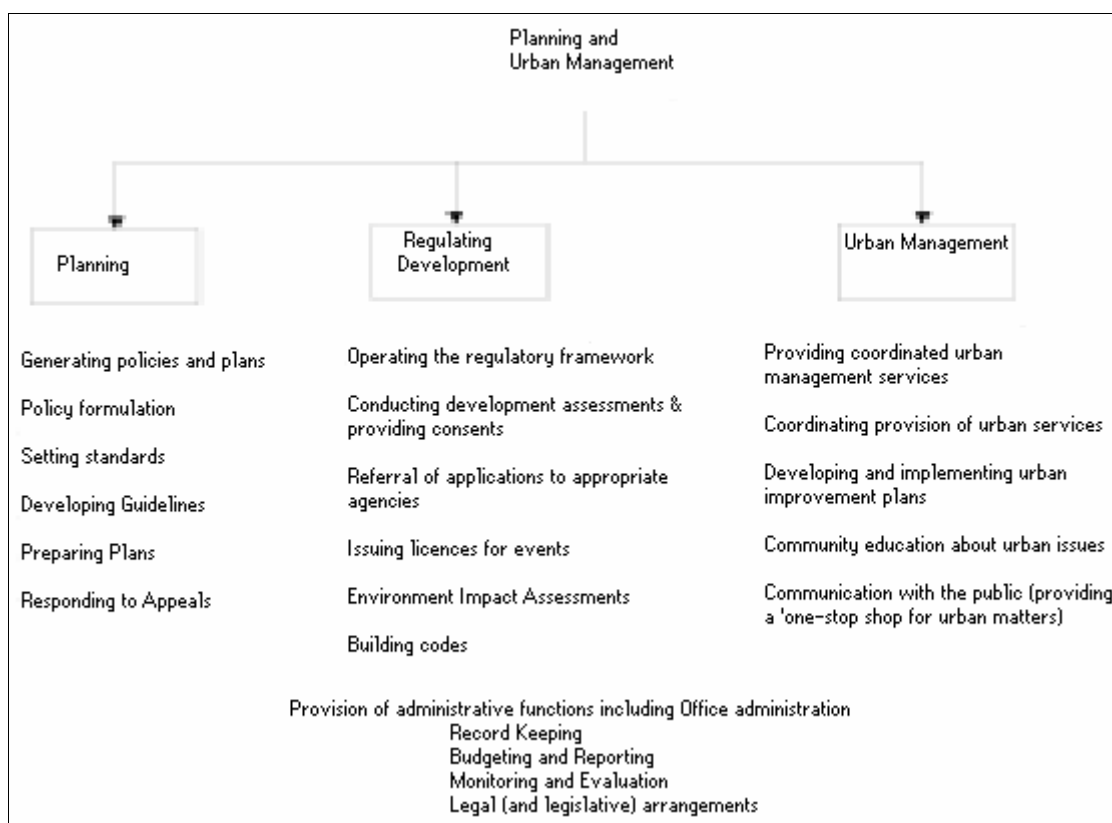 Planning and
Urban Management
Planning
Regulating
Development
Urban Management
Generating policies and plans
Policy formulation
Setting standards
Developing Guidelines
Preparing Plans
Responding to Appeals
Operating the regulatory framework
Conducting development assessments &
providing consents
Referral of applications to appropriate
agencies
Issuing licences for events
Environment Impact Assessments
Building codes
Providing coordinated urban
management services
Coordinating provision of urban services
Developing and implementing urban
improvement plans
Community education about urban issues
Communication with the public (providing
a 'one-stop shop for urban matters)
Provision of administrative functions including Office administration
Record Keeping
Budgeting and Reporting
Monitoring and Evaluation
Legal (and legislative) arrangements